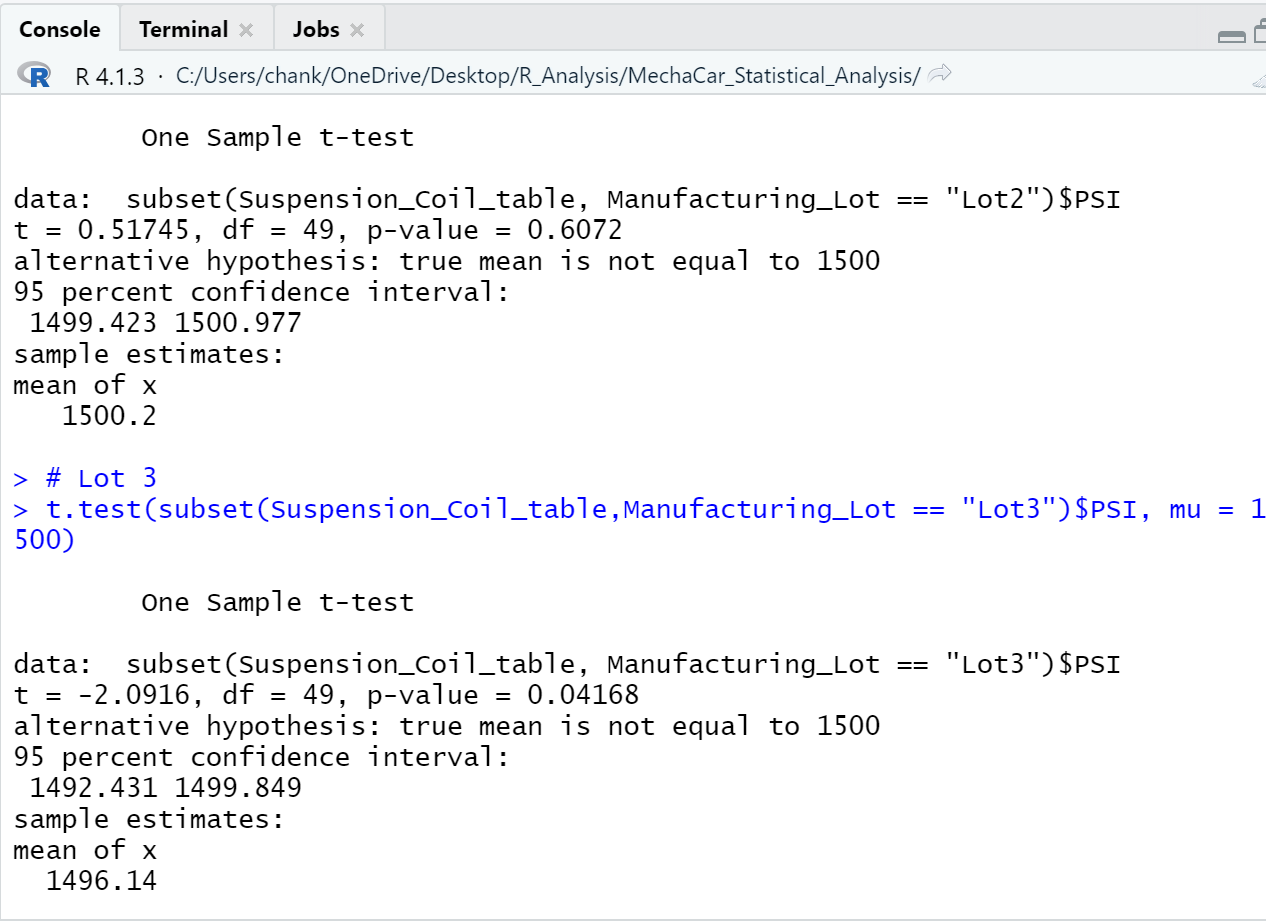 Console Terminal Jobs
R R 4.1.3 · C:/Users/chank/OneDrive/Desktop/R_Analysis/MechaCar_Statistical_Analysis/
One Sample t-test
data:  subset(Suspension_Coil_table, Manufacturing_Lot == "Lot2")$PSI
t = 0.51745, df = 49, p-value = 0.6072
alternative hypothesis: true mean is not equal to 1500
95 percent confidence interval:
1499.423 1500.977
sample estimates:
mean of x
1500.2
> # Lot 3
> t.test(subset(Suspension_Coil_table,Manufacturing_Lot == "Lot3")$PSI, mu = 1
500)
One Sample t-test
data:  subset(Suspension_Coil_table, Manufacturing_Lot == "Lot3")$PSI
t = -2.0916, df = 49, p-value = 0.04168
alternative hypothesis: true mean is not equal to 1500
95 percent confidence interval:
1492.431 1499.849
sample estimates:
mean of x
1496.14